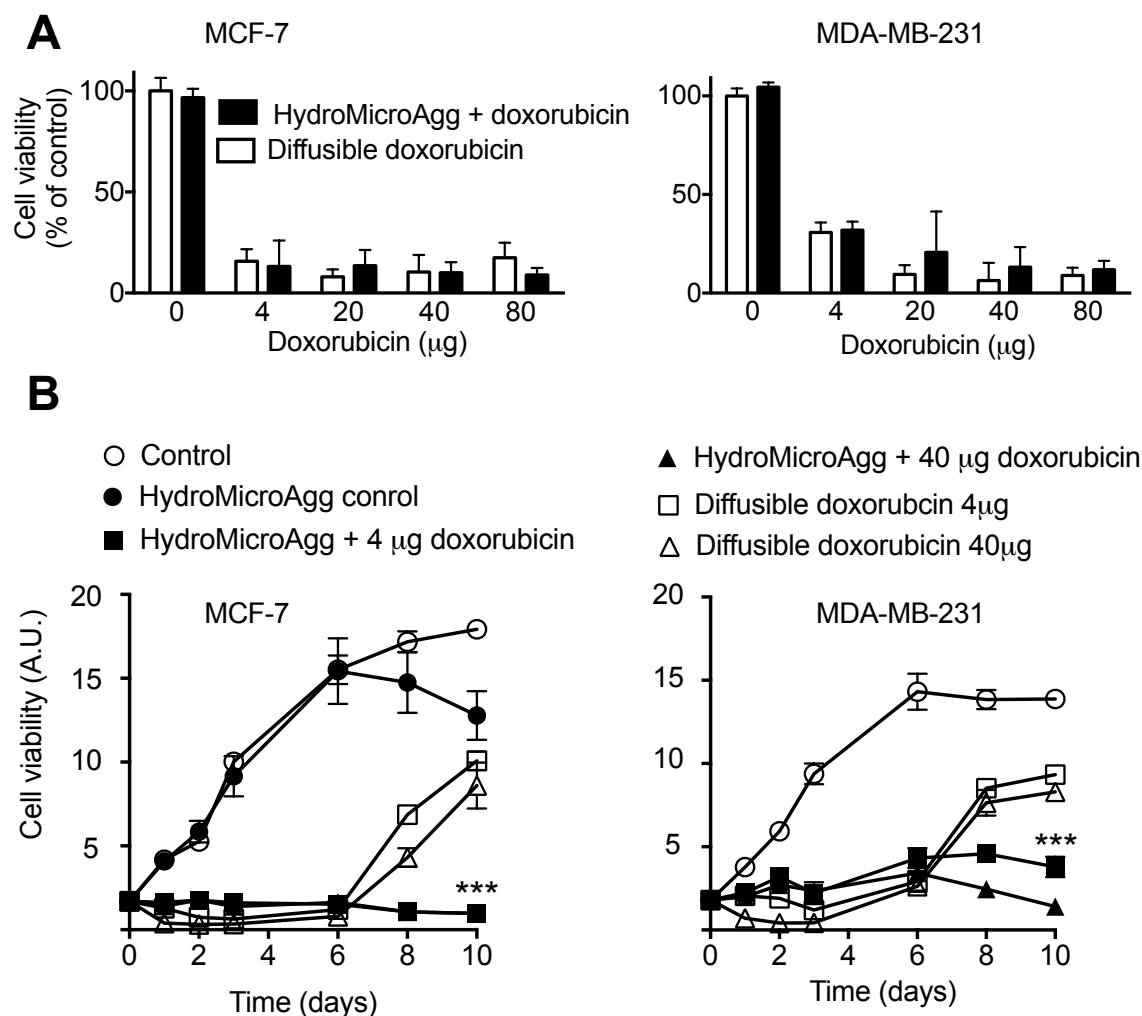 A
MCF-7
MDA-MB-231
Cell viability
(% of control)
100
50
0
HydroMicroAgg + doxorubicin
Diffusible doxorubicin
0 4 20 40 80
Doxorubicin (μg)
100
50
0
0 4 20 40 80
Doxorubicin (μg)
B
Control
HydroMicroAgg conrol
HydroMicroAgg + 4 μg doxorubicin
HydroMicroAgg + 40 μg doxorubicin
Diffusible doxorubcin 4μg
Diffusible doxorubicin 40μg
MCF-7
Cell viability (A.U.)
20
15
10
5
***
0 2 4 6 8 10
Time (days)
MDA-MB-231
20
15
10
5
***
0 2 4 6 8 10
Time (days)